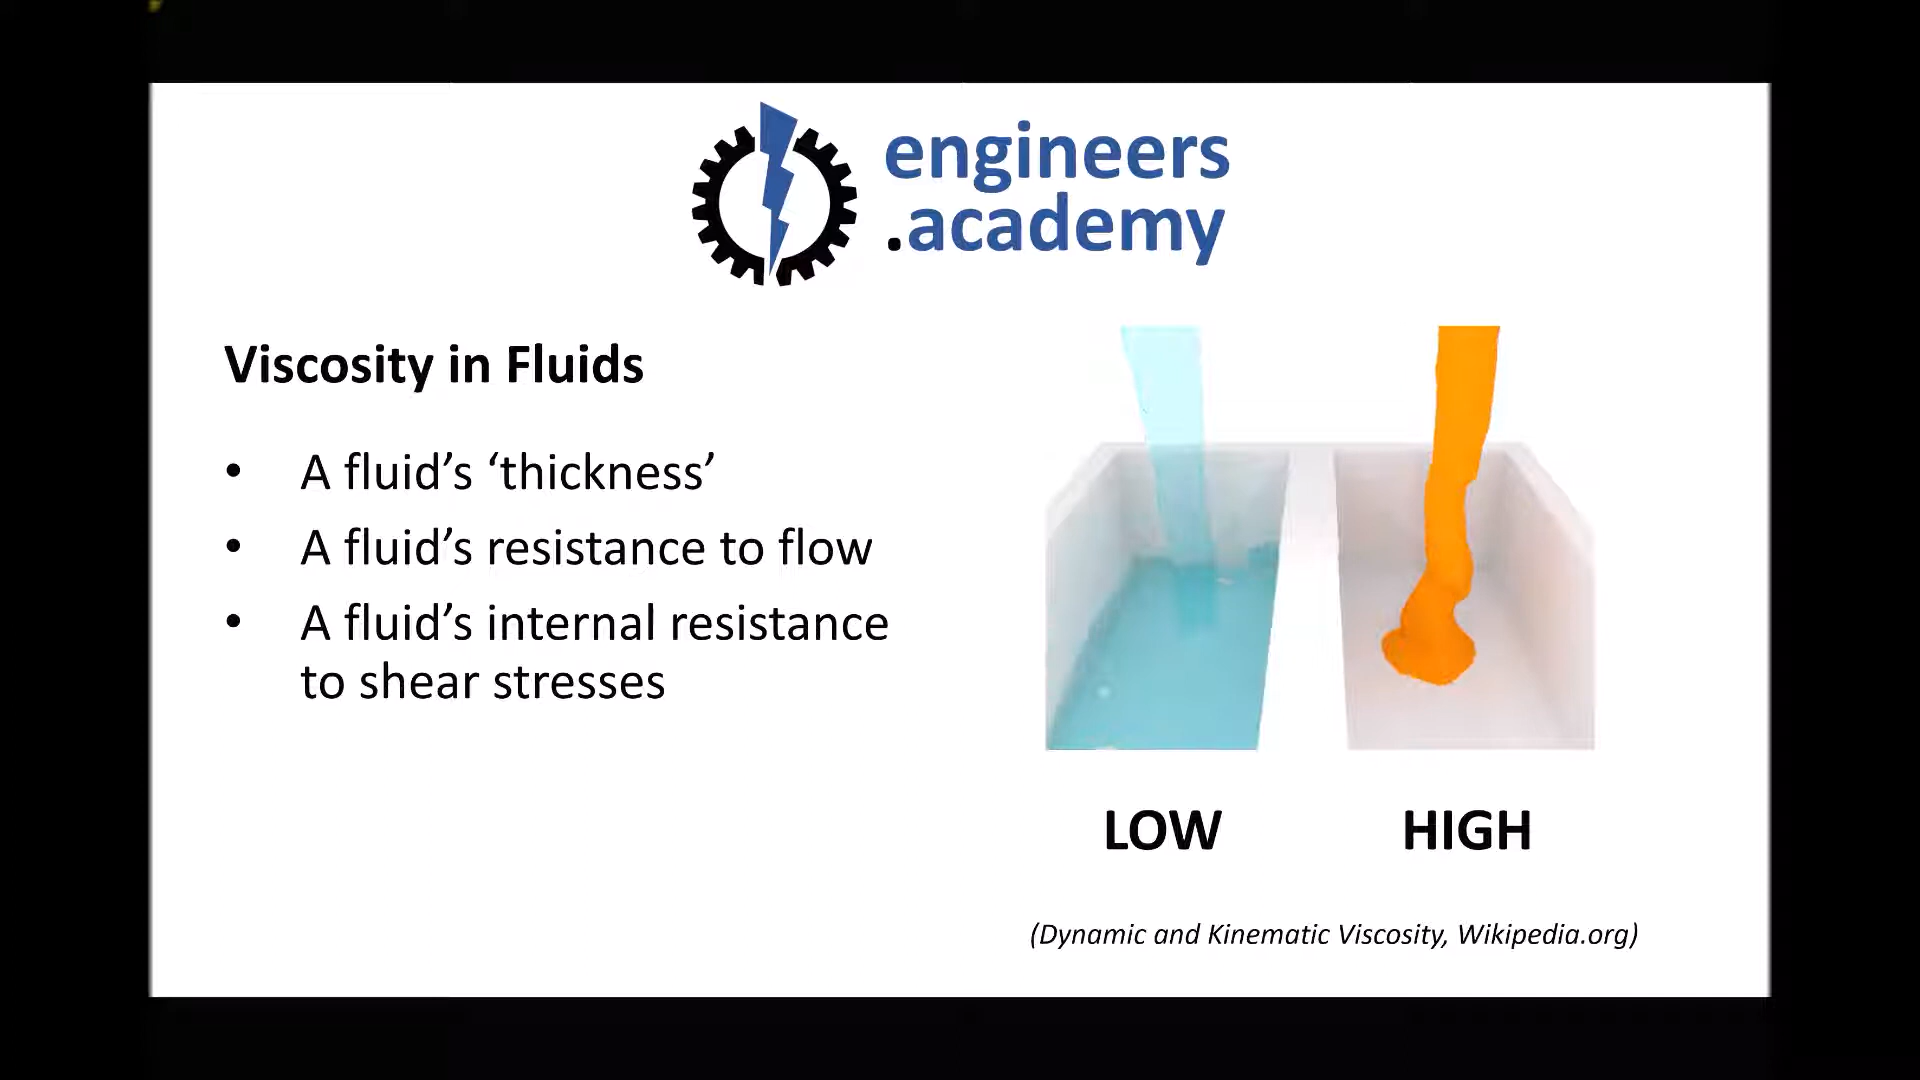 engineers
.academy
Viscosity in Fluids
• A fluid’s ‘thickness’
• A fluid’s resistance to flow
• A fluid’s internal resistance
to shear stresses
LOW
HIGH
(Dynamic and Kinematic Viscosity, Wikipedia.org)